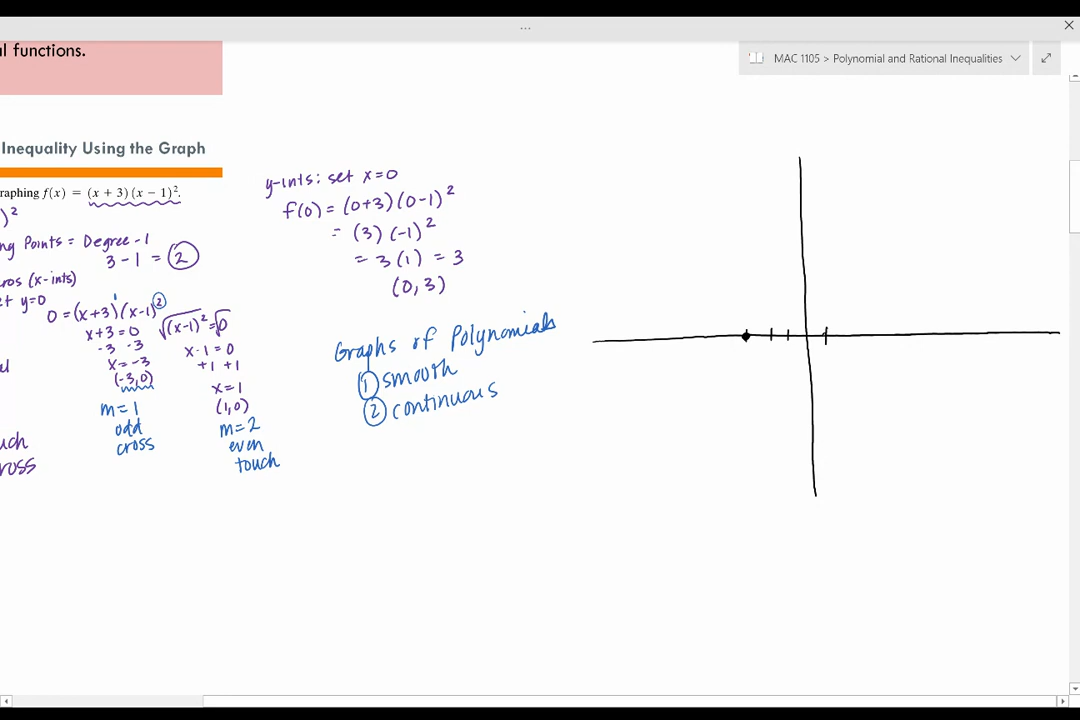 ...
al functions.
MAC 1105 > Polynomial and Rational Inequalities
Inequality Using the Graph
raphing f(x) = (x + 3)(x − 1)².
)²
ng Points = Degree -1
3 - 1 = 2
ros (x-ints)
et y=0
0 = (x+3)¹(x-1)²
x+3=0
-3 -3
x=-3
(-3,0)
m=1
odd
cross
√(x-1)² = √0
x-1=0
+1 +1
x=1
(1,0)
m=2
even
touch
al
uch
ross
y-ints: set x=0
f(0) = (0+3)(0-1)²
= (3)(-1)²
= 3(1) = 3
(0,3)
Graphs of Polynomials
① smooth
② continuous